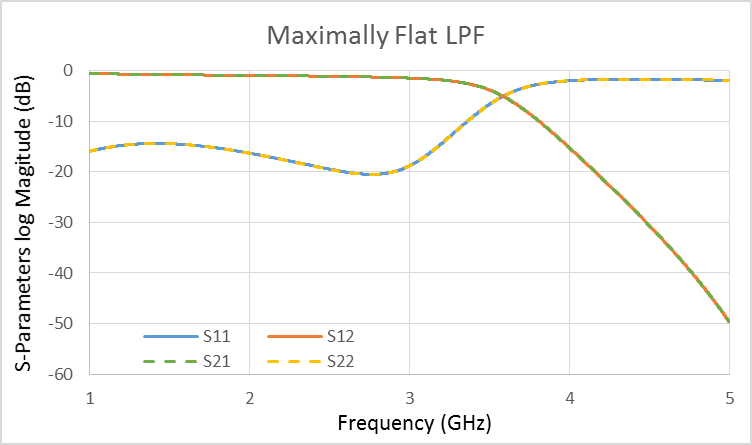 Maximally Flat LPF
S-Parameters log Magitude (dB)
0
-10
-20
-30
-40
-50
-60
S11 S12
S21 S22
1 2 3 4 5
Frequency (GHz)